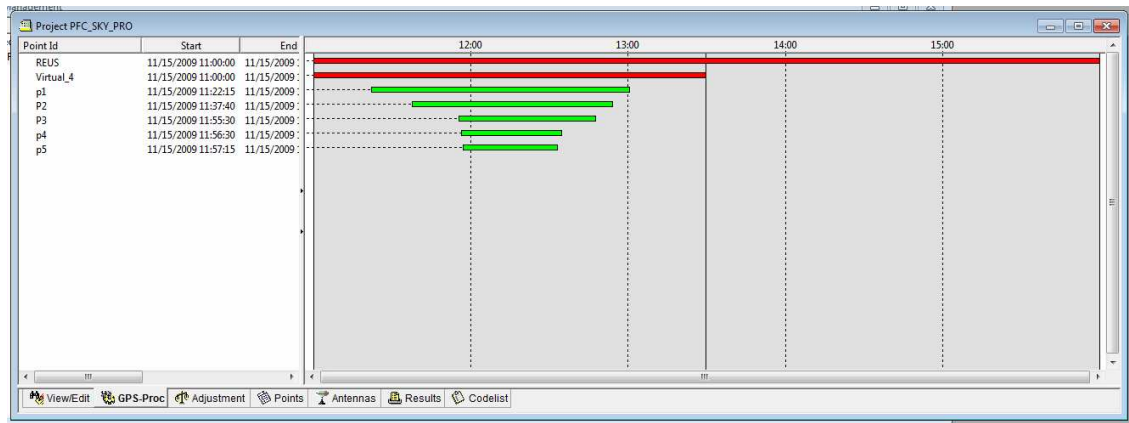 management
Project PFC_SKY_PRO
Point Id Start End 12:00 13:00 14:00 15:00
REUS 11/15/2009 11:00:00 11/15/2009
Virtual_4 11/15/2009 11:00:00 11/15/2009
p1 11/15/2009 11:22:15 11/15/2009
P2 11/15/2009 11:37:40 11/15/2009
P3 11/15/2009 11:55:30 11/15/2009
p4 11/15/2009 11:56:30 11/15/2009
p5 11/15/2009 11:57:15 11/15/2009
View/Edit GPS-Proc Adjustment Points Antennas Results Codelist